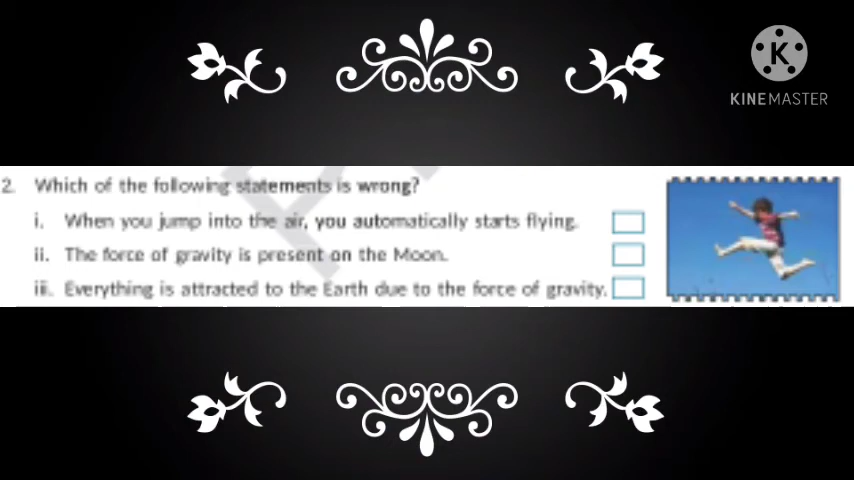 KINEMASTER
2. Which of the following statements is wrong?
i. When you jump into the air, you automatically starts flying.
ii. The force of gravity is present on the Moon.
iii. Everything is attracted to the Earth due to the force of gravity.